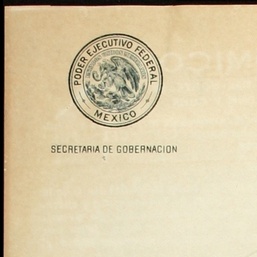 PODER EJECUTIVO FEDERAL
MEXICO
SECRETARIA DE GOBERNACION